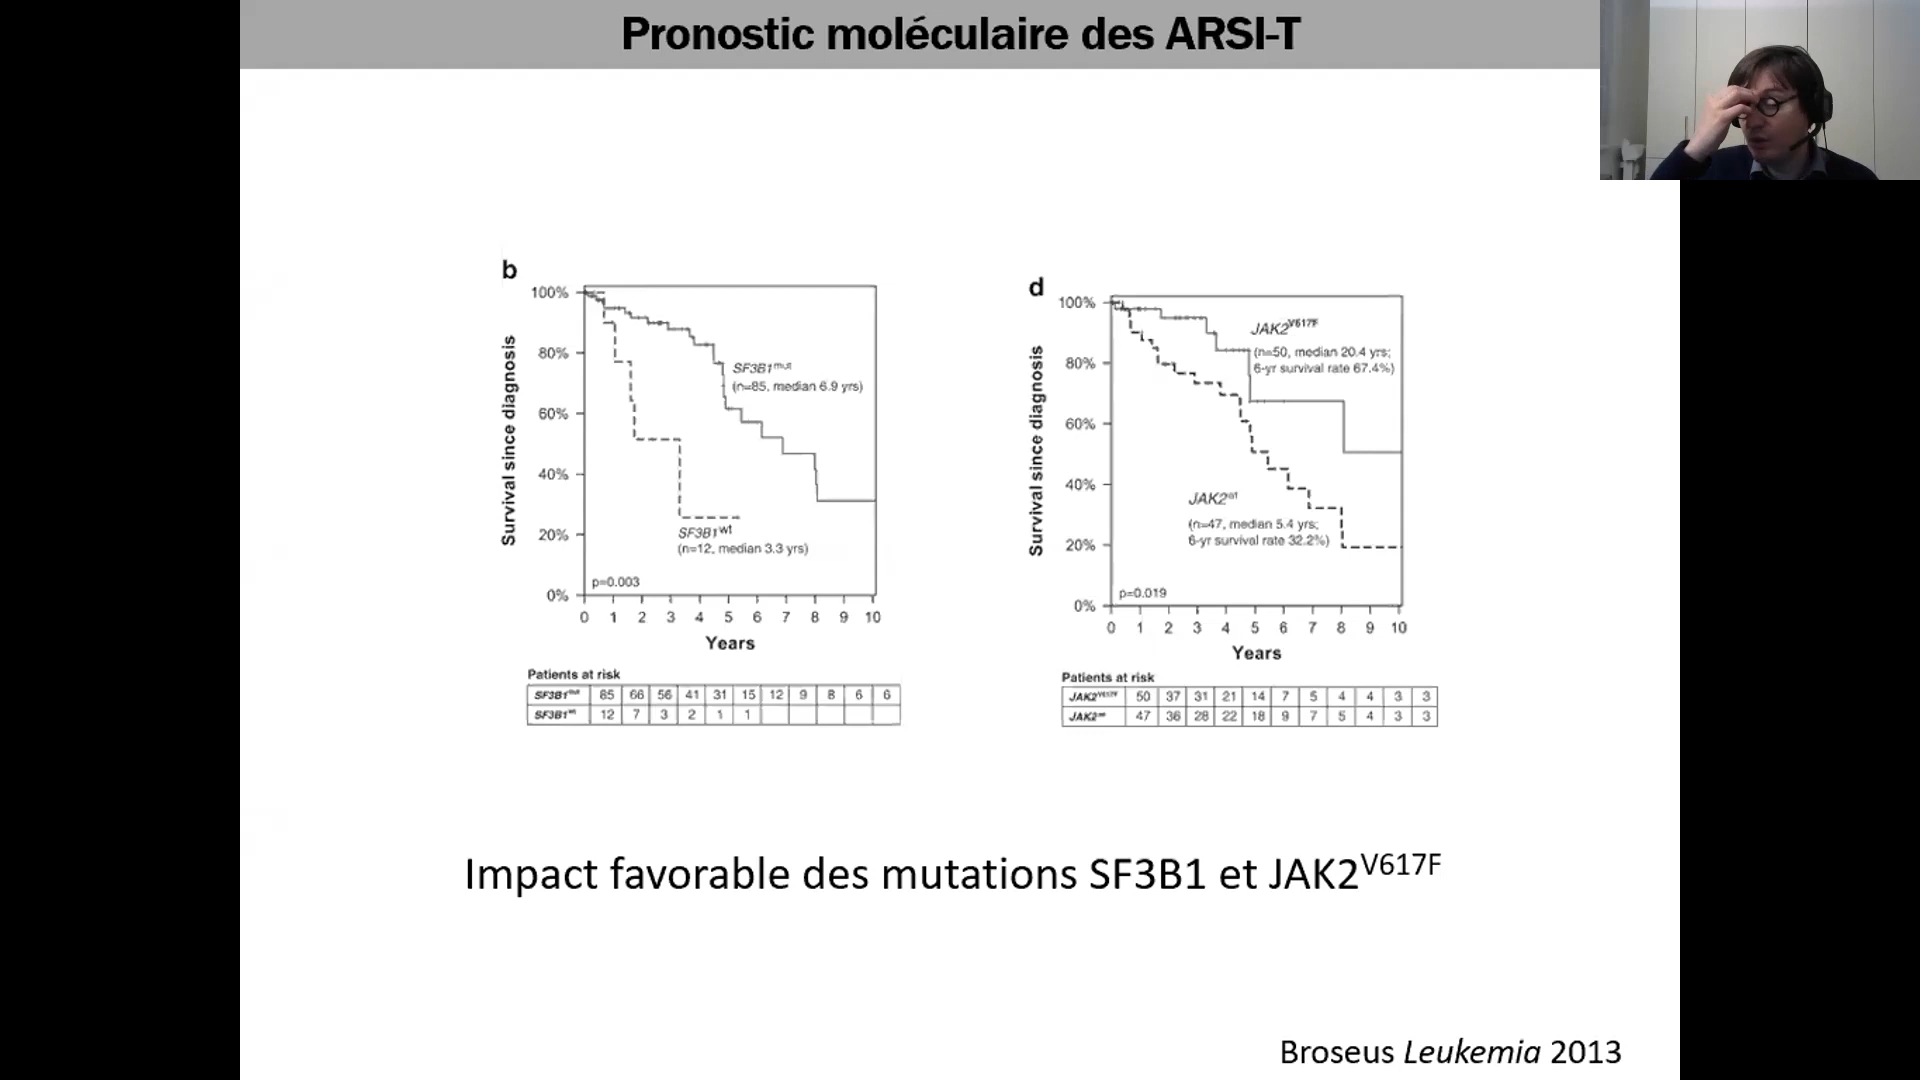 Pronostic moléculaire des ARSI-T
b
Survival since diagnosis
100%
80%
60%
40%
20%
0%
SF3B1mut
(n=85, median 6.9 yrs)
SF3B1wt
(n=12, median 3.3 yrs)
p=0.003
0 1 2 3 4 5 6 7 8 9 10
Years
Patients at risk
SF3B1mut 85 66 56 41 31 15 12 9 8 6 6
SF3B1wt 12 7 3 2 1 1
d
Survival since diagnosis
100%
80%
60%
40%
20%
0%
JAK2V617F
(n=50, median 20.4 yrs;
6-yr survival rate 67.4%)
JAK2wt
(n=47, median 5.4 yrs;
6-yr survival rate 32.2%)
p=0.019
0 1 2 3 4 5 6 7 8 9 10
Years
Patients at risk
JAK2V617F 50 37 31 21 14 7 5 4 4 3 3
JAK2wt 47 36 28 22 18 9 7 5 4 3 3
Impact favorable des mutations SF3B1 et JAK2V617F
Broseus Leukemia 2013